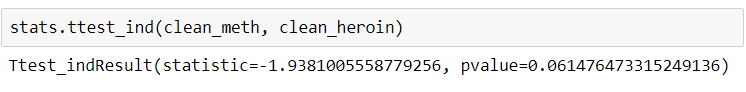 stats.ttest_ind(clean_meth, clean_heroin)
Ttest_indResult(statistic=-1.9381005558779256, pvalue=0.061476473315249136)